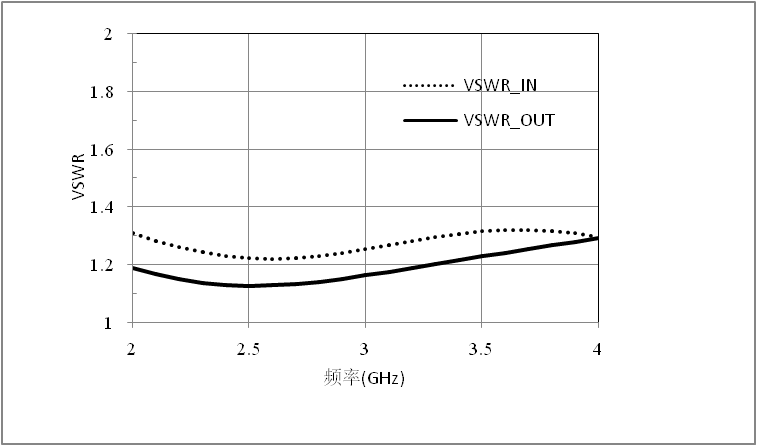 2
1.8
1.6
1.4
1.2
1
VSWR
VSWR_IN
VSWR_OUT
2
2.5
3
3.5
4
频率(GHz)